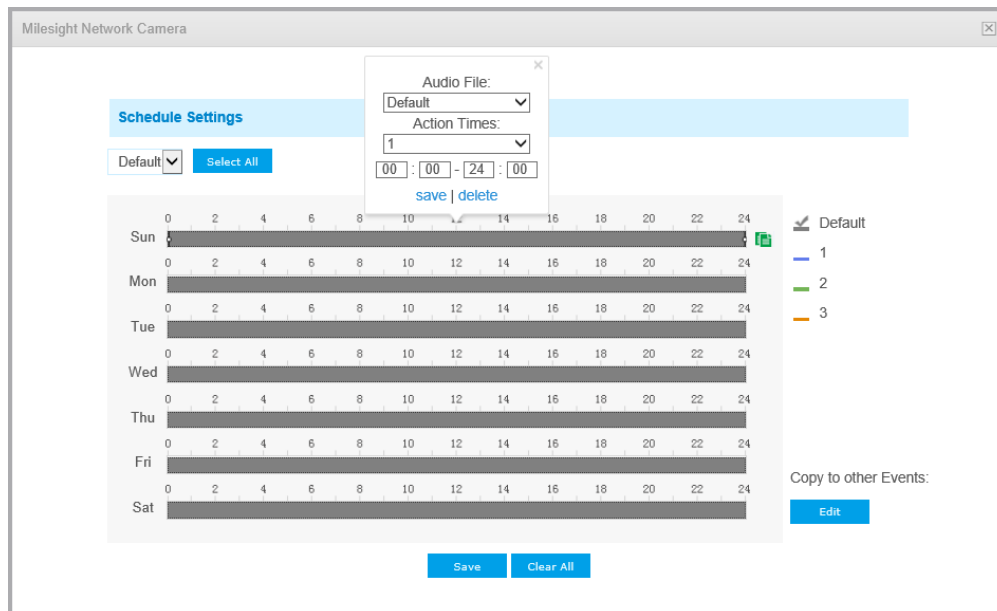 Milesight Network Camera
Audio File:
Default
Action Times:
1
00 : 00 - 24 : 00
save | delete
Schedule Settings
Default
Select All
0 2 4 6 8 10 12 14 16 18 20 22 24
Sun
0 2 4 6 8 10 12 14 16 18 20 22 24
Mon
0 2 4 6 8 10 12 14 16 18 20 22 24
Tue
0 2 4 6 8 10 12 14 16 18 20 22 24
Wed
0 2 4 6 8 10 12 14 16 18 20 22 24
Thu
0 2 4 6 8 10 12 14 16 18 20 22 24
Fri
0 2 4 6 8 10 12 14 16 18 20 22 24
Sat
Default
1
2
3
Copy to other Events:
Edit
Save
Clear All